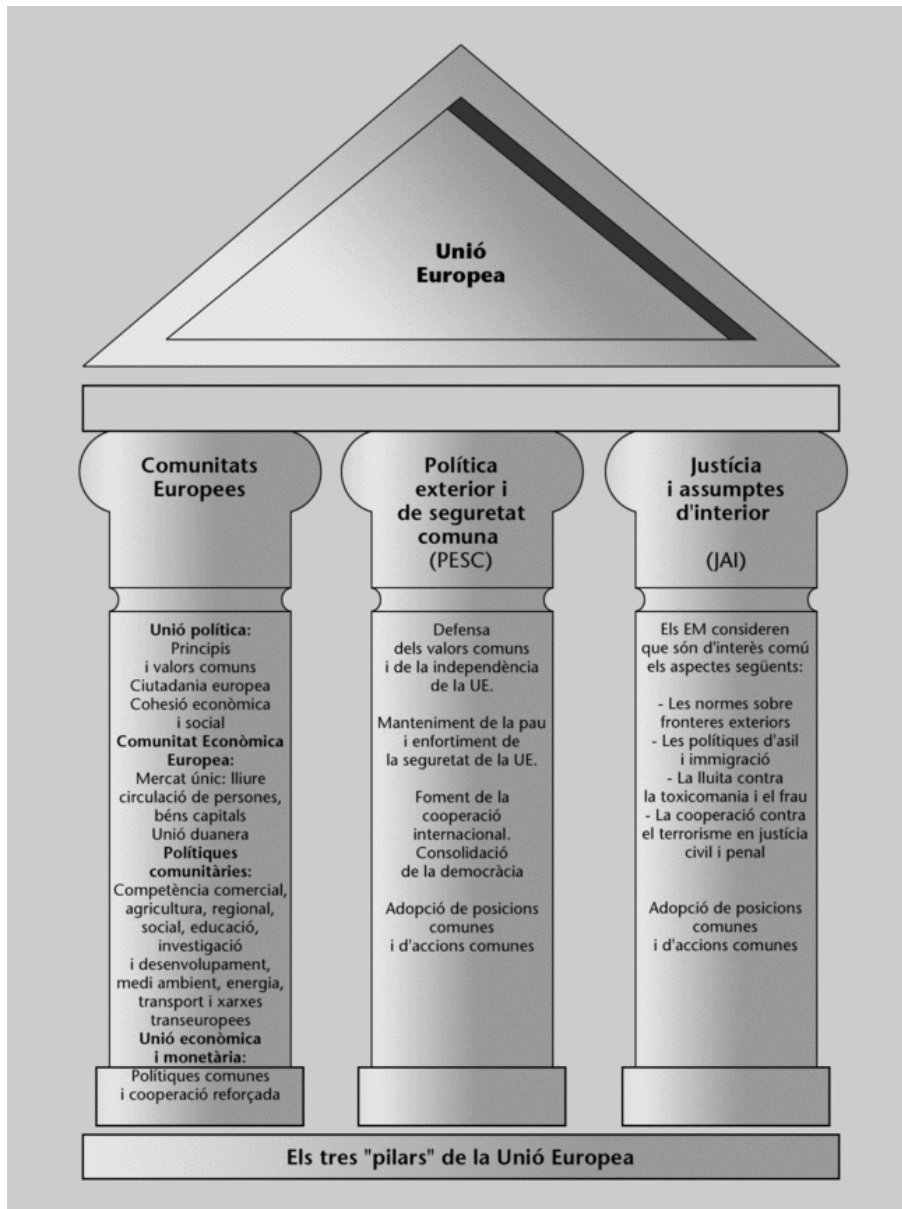 Unió
Europea
Comunitats
Europees
Unió política:
Principis
i valors comuns
Ciutadania europea
Cohesió econòmica
i social
Comunitat Econòmica
Europea:
Mercat únic: lliure
circulació de persones,
béns capitals
Unió duanera
Polítiques
comunitàries:
Competència comercial,
agricultura, regional,
social, educació,
investigació
i desenvolupament,
medi ambient, energia,
transport i xarxes
transeuropees
Unió econòmica
i monetària:
Polítiques comunes
i cooperació reforçada
Política
exterior i
de seguretat
comuna
(PESC)
Defensa
dels valors comuns
i de la independència
de la UE.
Manteniment de la pau
i enfortiment de
la seguretat de la UE.
Foment de la
cooperació
internacional.
Consolidació
de la democràcia
Adopció de posicions
comunes
i d'accions comunes
Justícia
i assumptes
d'interior
(JAI)
Els EM consideren
que són d'interès comú
els aspectes següents:
- Les normes sobre
fronteres exteriors
- Les polítiques d'asil
i immigració
- La lluita contra
la toxicomania i el frau
- La cooperació contra
el terrorisme en justícia
civil i penal
Adopció de posicions
comunes
i d'accions comunes
Els tres "pilars" de la Unió Europea